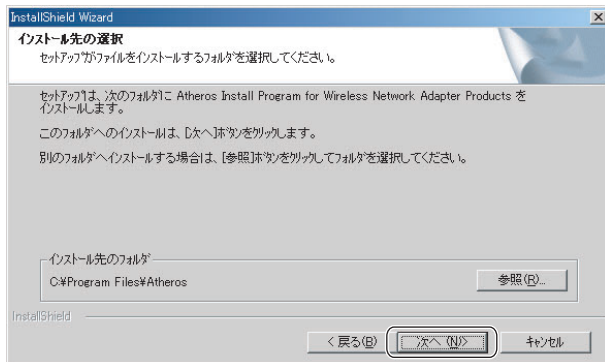 InstallShield Wizard
インストール先の選択
セットアップがファイルをインストールするフォルダを選択してください。
セットアップは、次のフォルダに Atheros Install Program for Wireless Network Adapter Products を
インストールします。
このフォルダへのインストールは、[次へ]ボタンをクリックします。
別のフォルダへインストールする場合は、[参照]ボタンをクリックしてフォルダを選択してください。
インストール先のフォルダ
C:¥Program Files¥Atheros
参照(R)...
InstallShield
< 戻る(B)
次へ (N)>
キャンセル